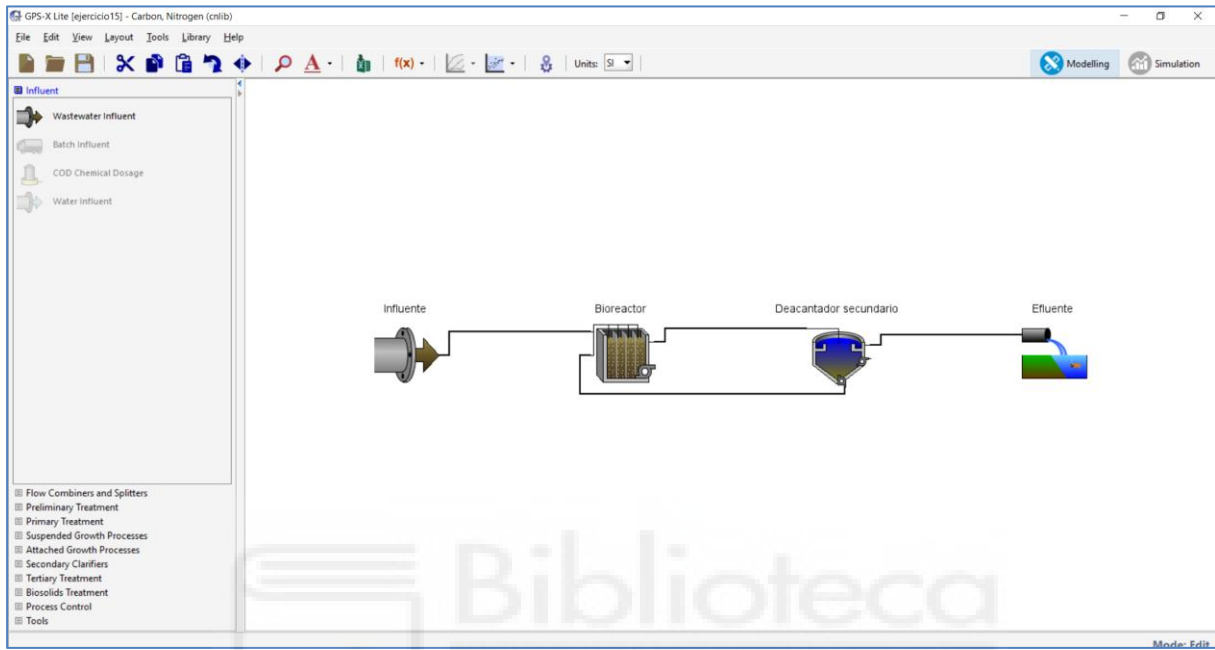 GPS-X Lite [ejercicio15] - Carbon, Nitrogen (cnlib)
File Edit View Layout Tools Library Help
A f(x) Units: SI Modelling Simulation
Influent
Wastewater Influent
Batch Influent
COD Chemical Dosage
Water Influent
Influente Bioreactor Deacantador secundario Efluente
Flow Combiners and Splitters
Preliminary Treatment
Primary Treatment
Suspended Growth Processes
Attached Growth Processes
Secondary Clarifiers
Tertiary Treatment
Biosolids Treatment
Process Control
Tools
Biblioteca
Mode: Edit